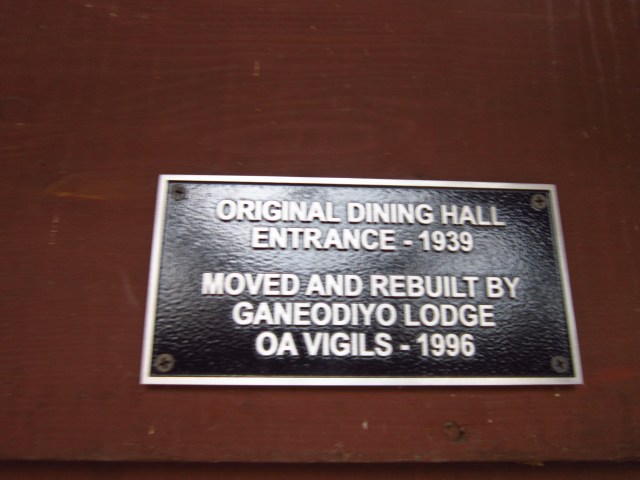 ORIGINAL DINING HALL
ENTRANCE - 1939
MOVED AND REBUILT BY
GANEODIYO LODGE
OA VIGILS - 1996